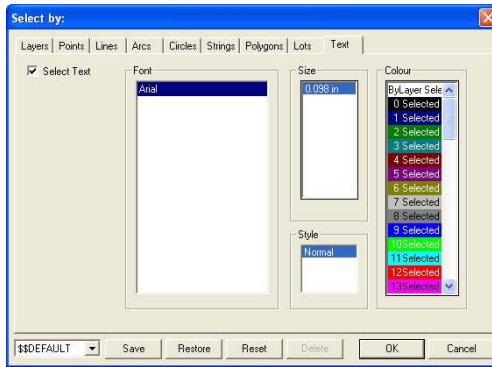 Select by:
Layers Points Lines Arcs Circles Strings Polygons Lots Text
Select Text
Font
Arial
Size
0.098 in
Style
Normal
Colour
ByLayer Sele
0 Selected
1 Selected
2 Selected
3 Selected
4 Selected
5 Selected
6 Selected
7 Selected
8 Selected
9 Selected
10Selected
11Selected
12Selected
13Selected
$$DEFAULT Save Restore Reset Delete OK Cancel